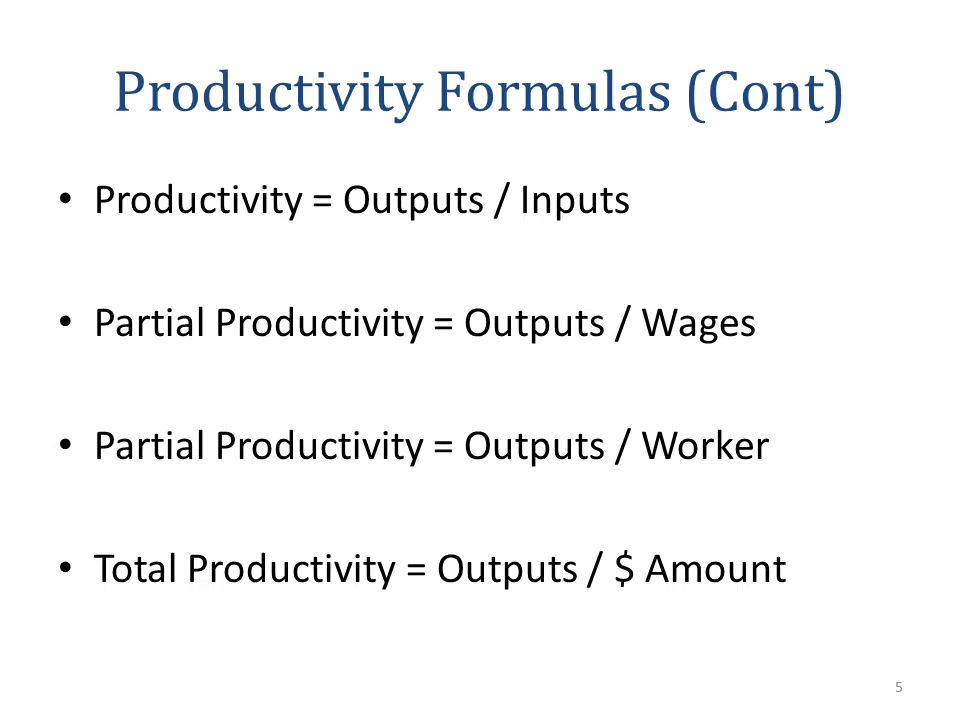 Productivity Formulas (Cont)
• Productivity = Outputs / Inputs
• Partial Productivity = Outputs / Wages
• Partial Productivity = Outputs / Worker
• Total Productivity = Outputs / $ Amount
5